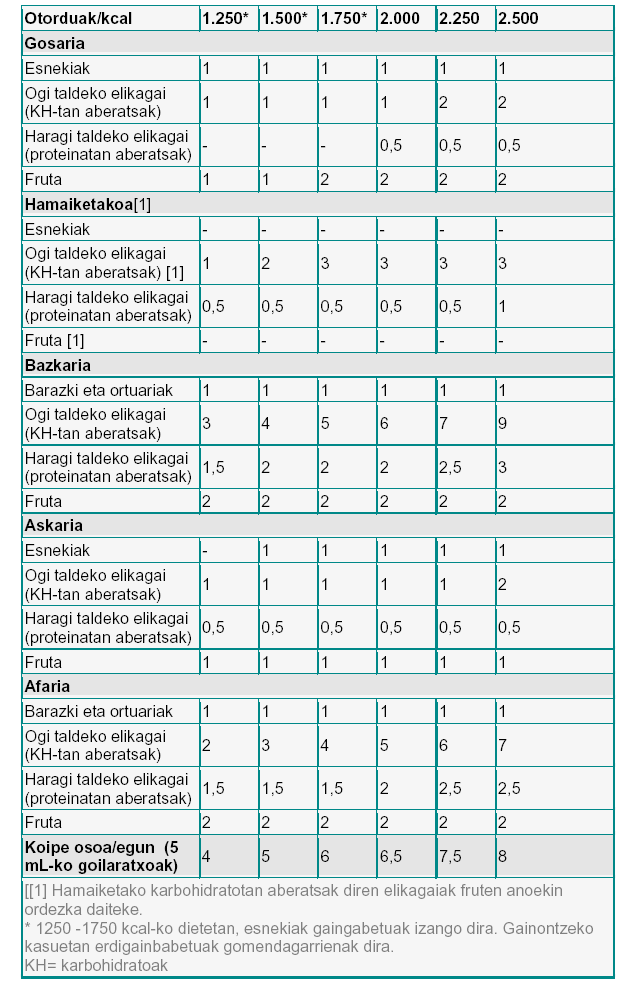 Otorduak/kcal 1.250* 1.500* 1.750* 2.000 2.250 2.500
Gosaria
Esnekiak 1 1 1 1 1 1
Ogi taldeko elikagai
(KH-tan aberatsak) 1 1 1 1 2 2
Haragi taldeko elikagai
(proteinatan aberatsak) - - - 0,5 0,5 0,5
Fruta 1 1 2 2 2 2
Hamaiketakoa[1]
Esnekiak - - - - - -
Ogi taldeko elikagai
(KH-tan aberatsak) [1] 1 2 3 3 3 3
Haragi taldeko elikagai
(proteinatan aberatsak) 0,5 0,5 0,5 0,5 0,5 1
Fruta [1] - - - - - -
Bazkaria
Barazki eta ortuariak 1 1 1 1 1 1
Ogi taldeko elikagai
(KH-tan aberatsak) 3 4 5 6 7 9
Haragi taldeko elikagai
(proteinatan aberatsak) 1,5 2 2 2 2,5 3
Fruta 2 2 2 2 2 2
Askaria
Esnekiak - 1 1 1 1 1
Ogi taldeko elikagai
(KH-tan aberatsak) 1 1 1 1 1 2
Haragi taldeko elikagai
(proteinatan aberatsak) 0,5 0,5 0,5 0,5 0,5 0,5
Fruta 1 1 1 1 1 1
Afaria
Barazki eta ortuariak 1 1 1 1 1 1
Ogi taldeko elikagai
(KH-tan aberatsak) 2 3 4 5 6 7
Haragi taldeko elikagai
(proteinatan aberatsak) 1,5 1,5 1,5 2 2,5 2,5
Fruta 2 2 2 2 2 2
Koipe osoa/egun (5
mL-ko goilaratxoak) 4 5 6 6,5 7,5 8
[[1] Hamaiketako karbohidratotan aberatsak diren elikagaiak fruten anoekin
ordezka daiteke.
* 1250 -1750 kcal-ko dietetan, esnekiak gaingabetuak izango dira. Gainontzeko
kasuetan erdigainbabetuak gomendagarrienak dira.
KH= karbohidratoak